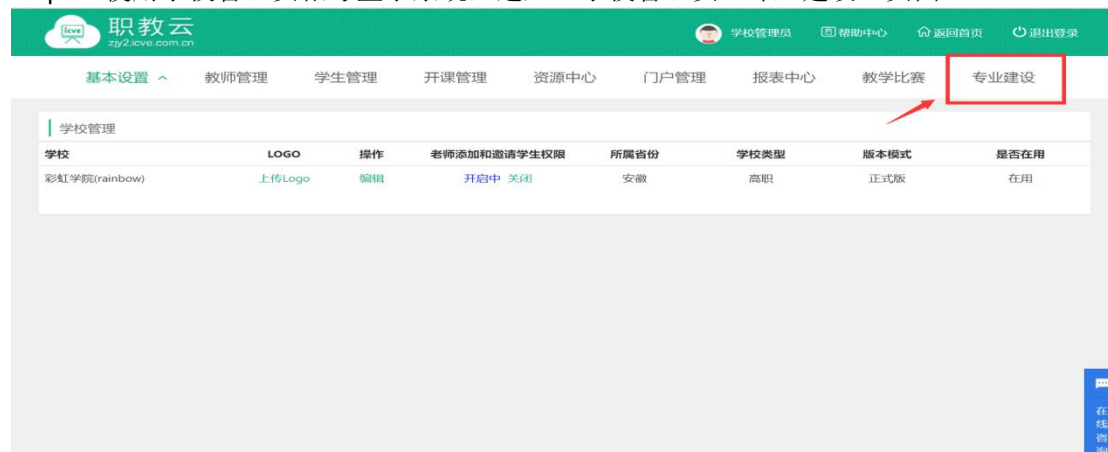 职教云
zjy2.icve.com.cn
icve
学校管理员 帮助中心 返回首页 退出登录
基本设置 教师管理 学生管理 开课管理 资源中心 门户管理 报表中心 教学比赛 专业建设
学校管理
学校 LOGO 操作 老师添加和邀请学生权限 所属省份 学校类型 版本模式 是否在用
彩虹学院(rainbow) 上传Logo 编辑 开启中 关闭 安徽 高职 正式版 在用
在
线
咨